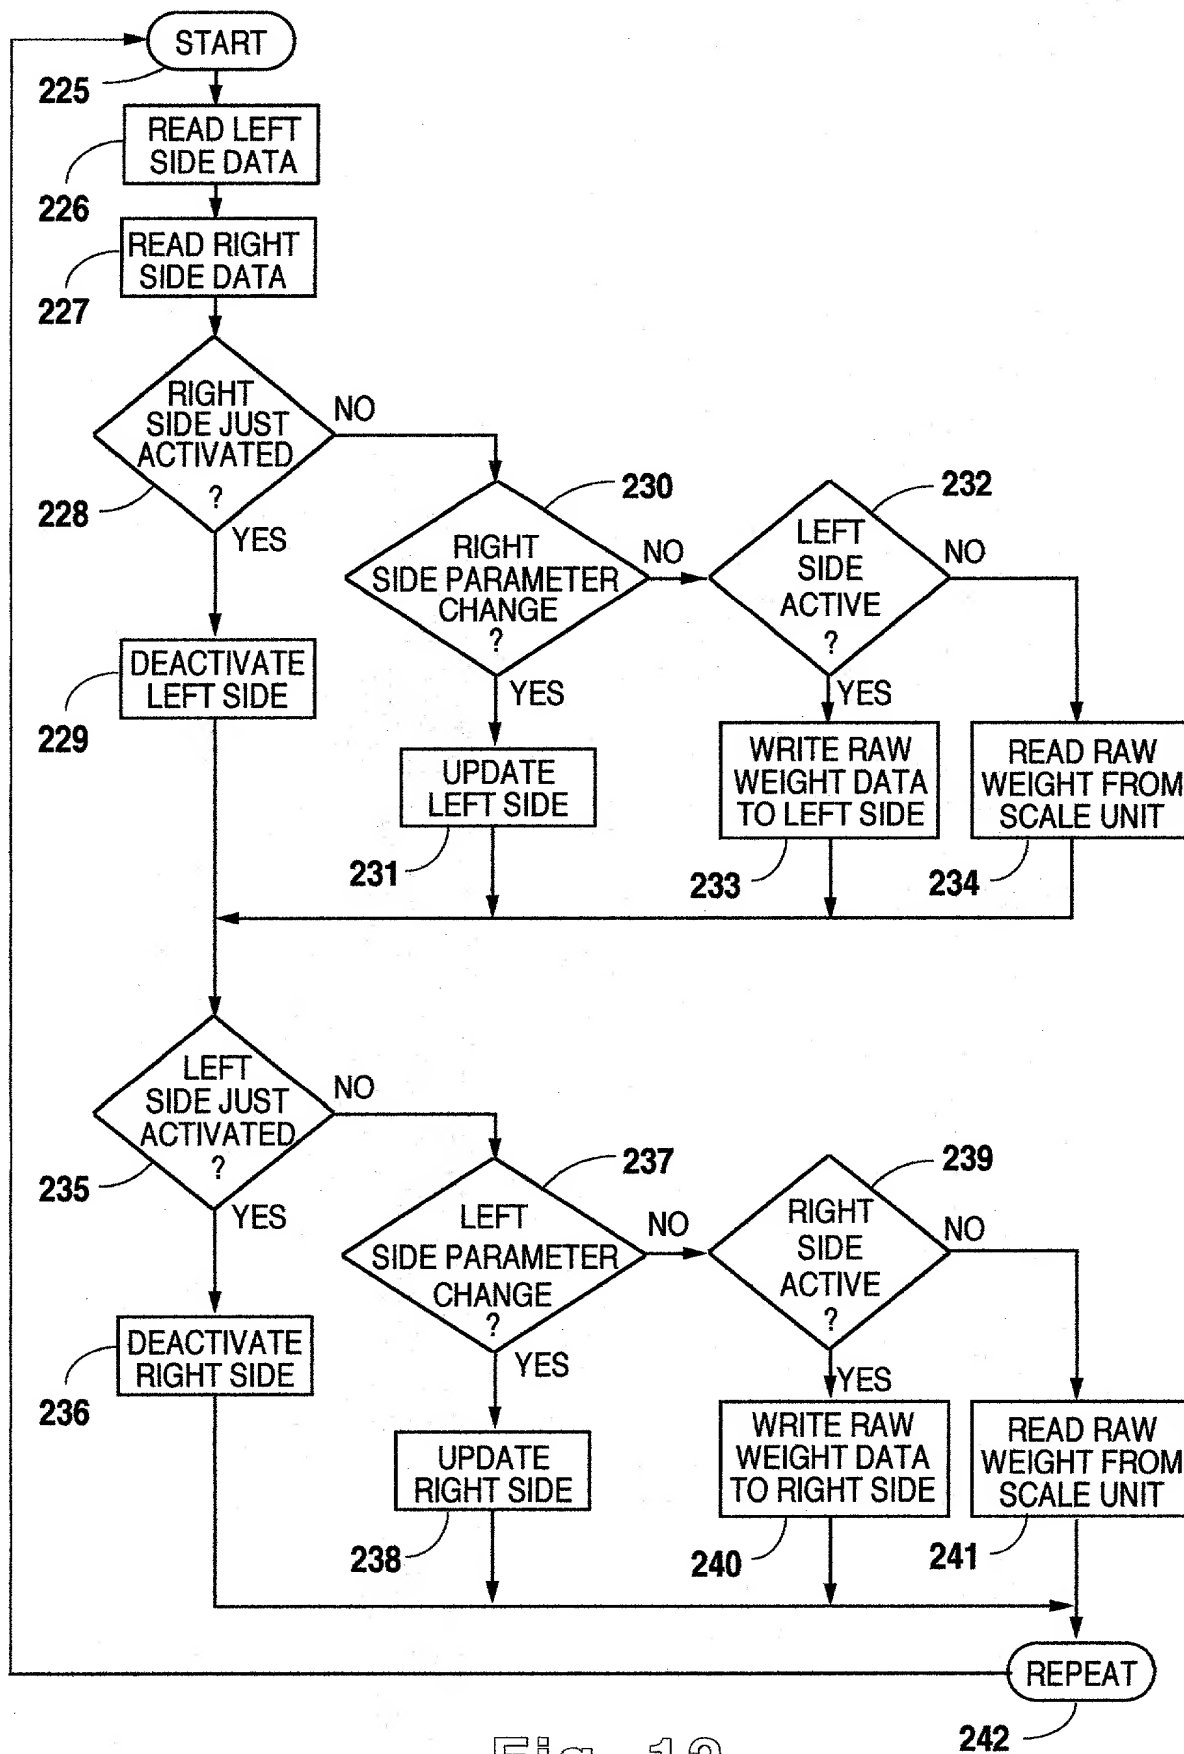 START
225
READ LEFT
SIDE DATA
226
READ RIGHT
SIDE DATA
227
RIGHT
SIDE JUST
ACTIVATED
?
NO
228
YES
230
RIGHT
SIDE PARAMETER
CHANGE
?
NO
YES
232
LEFT
SIDE
ACTIVE
?
NO
YES
DEACTIVATE
LEFT SIDE
229
UPDATE
LEFT SIDE
231
WRITE RAW
WEIGHT DATA
TO LEFT SIDE
233
READ RAW
WEIGHT FROM
SCALE UNIT
234
LEFT
SIDE JUST
ACTIVATED
?
NO
235
YES
237
LEFT
SIDE PARAMETER
CHANGE
?
NO
YES
239
RIGHT
SIDE
ACTIVE
?
NO
YES
DEACTIVATE
RIGHT SIDE
236
UPDATE
RIGHT SIDE
238
WRITE RAW
WEIGHT DATA
TO RIGHT SIDE
240
READ RAW
WEIGHT FROM
SCALE UNIT
241
REPEAT
242